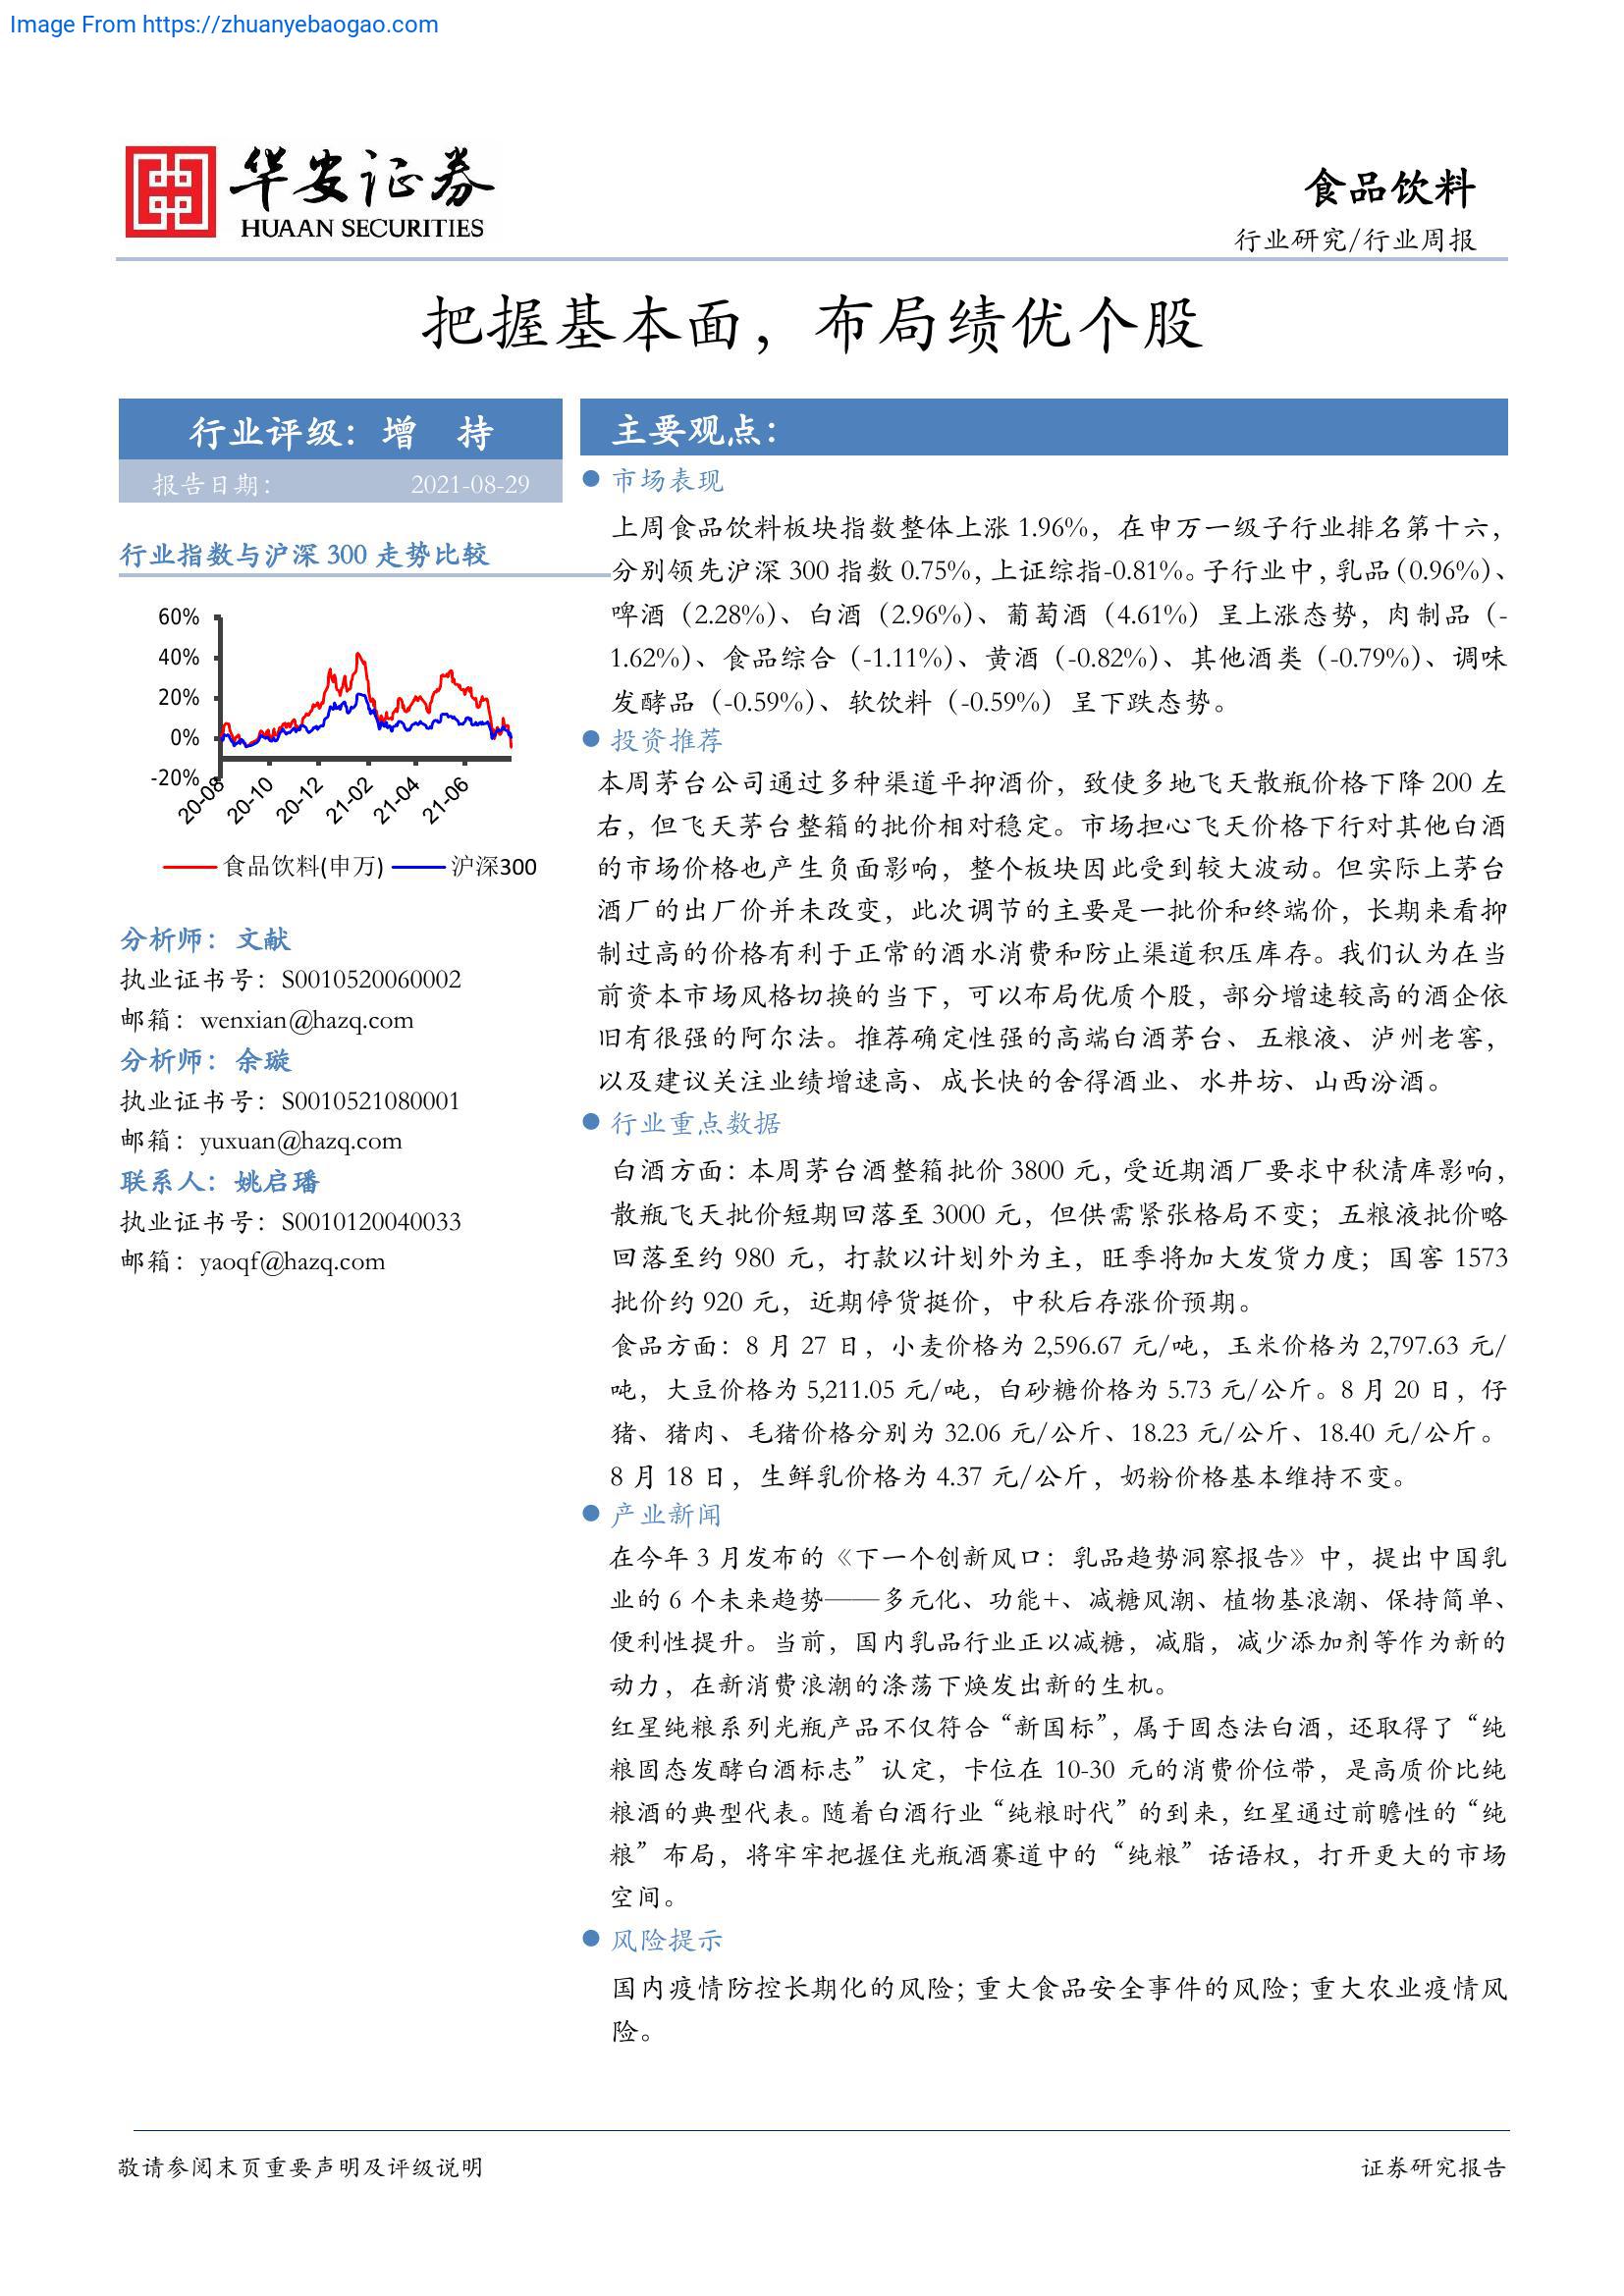 Image From https://zhuanyebaogao.com
华安证券
HUAAN SECURITIES
食品饮料
行业研究/行业周报
把握基本面，布局绩优个股
行业评级：增 持
报告日期： 2021-08-29
行业指数与沪深 300 走势比较
60%
40%
20%
0%
-20%
20-08
20-10
20-12
21-02
21-04
21-06
食品饮料(申万) 沪深300
分析师：文献
执业证书号：S0010520060002
邮箱：wenxian@hazq.com
分析师：余璇
执业证书号：S0010521080001
邮箱：yuxuan@hazq.com
联系人：姚启璠
执业证书号：S0010120040033
邮箱：yaoqf@hazq.com
主要观点：
● 市场表现
上周食品饮料板块指数整体上涨 1.96%，在申万一级子行业排名第十六，
分别领先沪深 300 指数 0.75%，上证综指-0.81%。子行业中，乳品（0.96%）、
啤酒（2.28%）、白酒（2.96%）、葡萄酒（4.61%）呈上涨态势，肉制品（-
1.62%）、食品综合（-1.11%）、黄酒（-0.82%）、其他酒类（-0.79%）、调味
发酵品（-0.59%）、软饮料（-0.59%）呈下跌态势。
● 投资推荐
本周茅台公司通过多种渠道平抑酒价，致使多地飞天散瓶价格下降 200 左
右，但飞天茅台整箱的批价相对稳定。市场担心飞天价格下行对其他白酒
的市场价格也产生负面影响，整个板块因此受到较大波动。但实际上茅台
酒厂的出厂价并未改变，此次调节的主要是一批价和终端价，长期来看抑
制过高的价格有利于正常的酒水消费和防止渠道积压库存。我们认为在当
前资本市场风格切换的当下，可以布局优质个股，部分增速较高的酒企依
旧有很强的阿尔法。推荐确定性强的高端白酒茅台、五粮液、泸州老窖，
以及建议关注业绩增速高、成长快的舍得酒业、水井坊、山西汾酒。
● 行业重点数据
白酒方面：本周茅台酒整箱批价 3800 元，受近期酒厂要求中秋清库影响，
散瓶飞天批价短期回落至 3000 元，但供需紧张格局不变；五粮液批价略
回落至约 980 元，打款以计划外为主，旺季将加大发货力度；国窖 1573
批价约 920 元，近期停货挺价，中秋后存涨价预期。
食品方面：8 月 27 日，小麦价格为 2,596.67 元/吨，玉米价格为 2,797.63 元/
吨，大豆价格为 5,211.05 元/吨，白砂糖价格为 5.73 元/公斤。8 月 20 日，仔
猪、猪肉、毛猪价格分别为 32.06 元/公斤、18.23 元/公斤、18.40 元/公斤。
8 月 18 日，生鲜乳价格为 4.37 元/公斤，奶粉价格基本维持不变。
● 产业新闻
在今年 3 月发布的《下一个创新风口：乳品趋势洞察报告》中，提出中国乳
业的 6 个未来趋势——多元化、功能+、减糖风潮、植物基浪潮、保持简单、
便利性提升。当前，国内乳品行业正以减糖，减脂，减少添加剂等作为新的
动力，在新消费浪潮的涤荡下焕发出新的生机。
红星纯粮系列光瓶产品不仅符合“新国标”，属于固态法白酒，还取得了“纯
粮固态发酵白酒标志”认定，卡位在 10-30 元的消费价位带，是高质价比纯
粮酒的典型代表。随着白酒行业“纯粮时代”的到来，红星通过前瞻性的“纯
粮”布局，将牢牢把握住光瓶酒赛道中的“纯粮”话语权，打开更大的市场
空间。
● 风险提示
国内疫情防控长期化的风险；重大食品安全事件的风险；重大农业疫情风
险。
敬请参阅末页重要声明及评级说明 证券研究报告